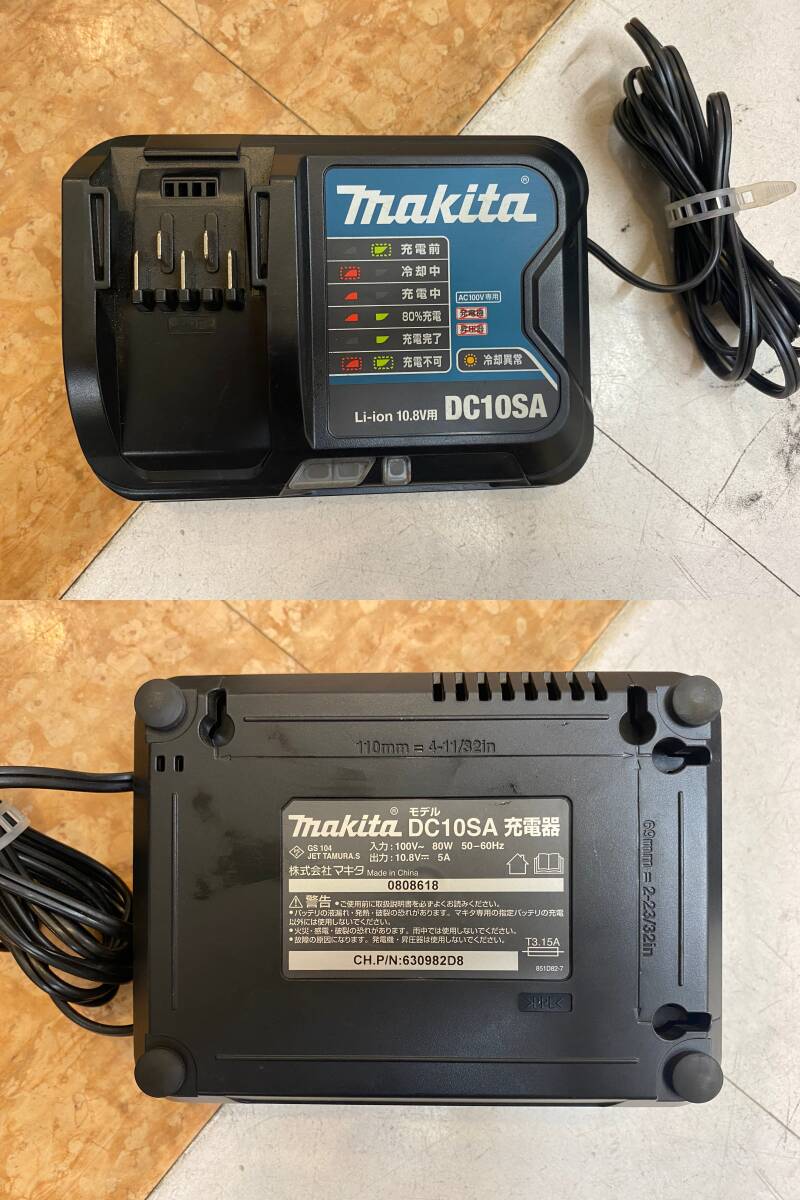 makita®
充電前
冷却中
充電中
80%充電
充電完了
充電不可
AC100V専用
充電器
昇圧器
冷却異常
Li-ion 10.8V用 DC10SA
110mm = 4-11/32in
69mm = 2-23/32in
makita® モデル DC10SA 充電器
GS 104
JET TAMURA.S
入力:100V~ 80W 50-60Hz
出力:10.8V⎓ 5A
株式会社マキタ Made in China
0808618
⚠警告 •ご使用前に取扱説明書を必ずよくお読みください。
•バッテリの液漏れ・発熱・破裂の恐れがあります。マキタ専用の指定バッテリの充電
以外には使用しないでください。
•火災・感電・破裂の恐れがあります。雨中では使用しないでください。
•故障の原因になります。発電機・昇圧器は使用しないでください。
T3.15A
CH.P/N:630982D8
851D82-7